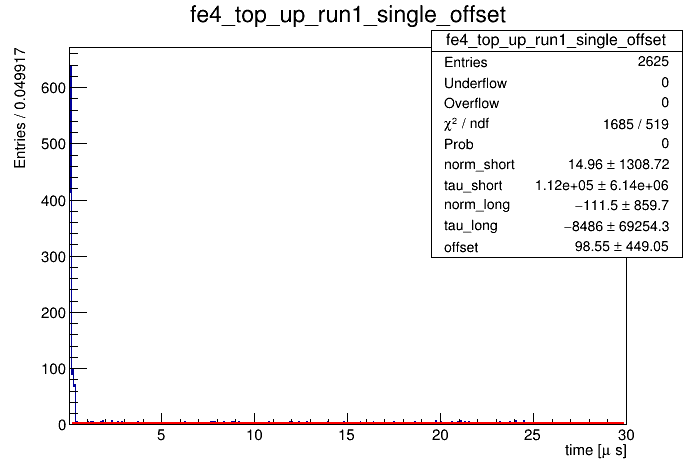 fe4_top_up_run1_single_offset
fe4_top_up_run1_single_offset
Entries 2625
Underflow 0
Overflow 0
χ² / ndf 1685 / 519
Prob 0
norm_short 14.96 ± 1308.72
tau_short 1.12e+05 ± 6.14e+06
norm_long −111.5 ± 859.7
tau_long −8486 ± 69254.3
offset 98.55 ± 449.05
Entries / 0.049917
600
500
400
300
200
100
0
5 10 15 20 25 30
time [μ s]